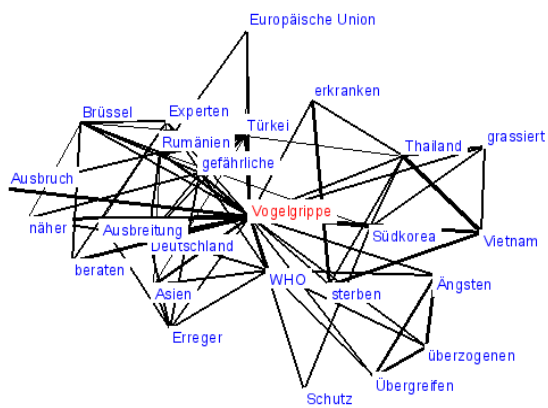 Europäische Union
erkranken
Brüssel
Experten
Türkei
grassiert
Rumänien
Thailand
gefährliche
Ausbruch
Vogelgrippe
näher
Ausbreitung
Südkorea
Vietnam
Deutschland
beraten
WHO
Ängsten
Asien
sterben
Erreger
überzogenen
Übergreifen
Schutz